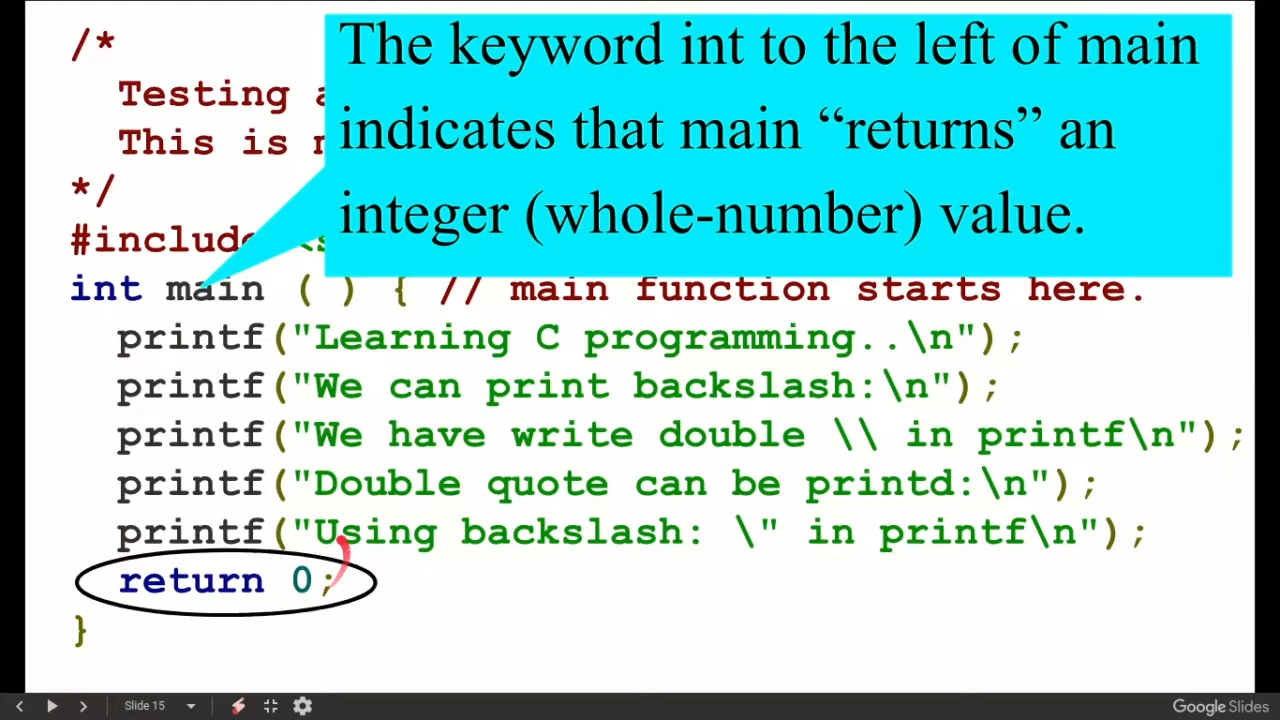 /*
The keyword int to the left of main
indicates that main “returns” an
integer (whole-number) value.
Testing
This is
*/
#include
int main ( ) { // main function starts here.
printf("Learning C programming..\n");
printf("We can print backslash:\n");
printf("We have write double \\ in printf\n");
printf("Double quote can be printd:\n");
printf("Using backslash: \" in printf\n");
return 0;
}
Slide 15
Google Slides